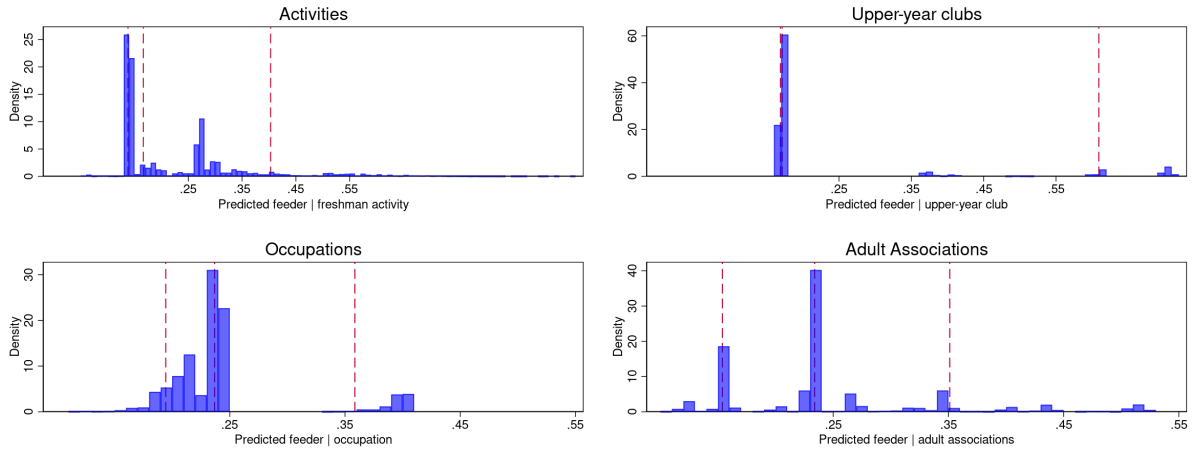 Activities
Density
0
5
10
15
20
25
.25 .35 .45 .55
Predicted feeder | freshman activity
Upper-year clubs
Density
0
20
40
60
.25 .35 .45 .55
Predicted feeder | upper-year club
Occupations
Density
0
10
20
30
.25 .35 .45 .55
Predicted feeder | occupation
Adult Associations
Density
0
10
20
30
40
.25 .35 .45 .55
Predicted feeder | adult associations